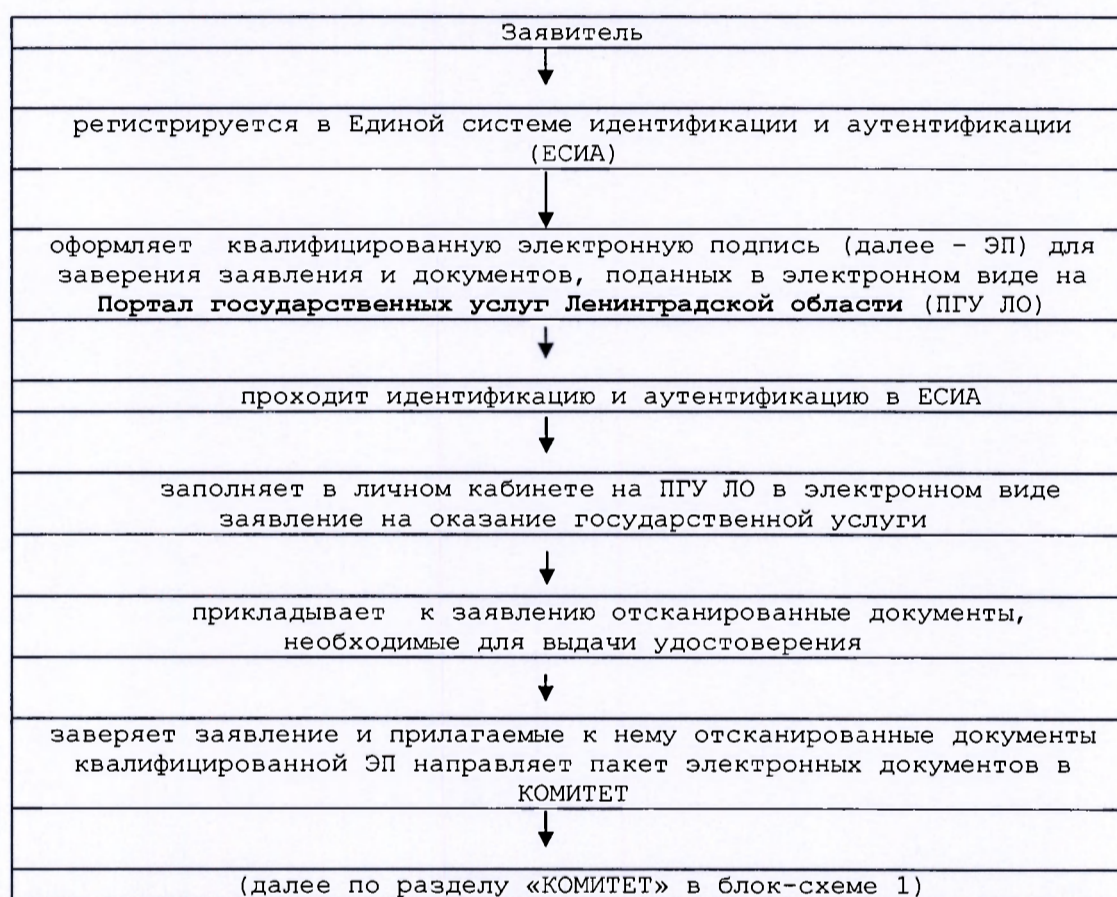 Заявитель
регистрируется в Единой системе идентификации и аутентификации
(ЕСИА)
оформляет квалифицированную электронную подпись (далее – ЭП) для
заверения заявления и документов, поданных в электронном виде на
Портал государственных услуг Ленинградской области (ПГУ ЛО)
проходит идентификацию и аутентификацию в ЕСИА
заполняет в личном кабинете на ПГУ ЛО в электронном виде
заявление на оказание государственной услуги
прикладывает к заявлению отсканированные документы,
необходимые для выдачи удостоверения
заверяет заявление и прилагаемые к нему отсканированные документы
квалифицированной ЭП направляет пакет электронных документов в
КОМИТЕТ
(далее по разделу «КОМИТЕТ» в блок-схеме 1)